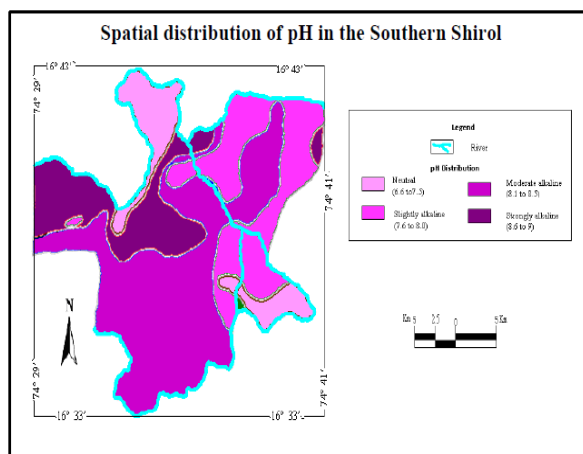 Spatial distribution of pH in the Southern Shirol
16° 43′ 16° 43′
74° 29′
74° 41′
Legend
River
pH Distribution
Neutral
(6.6 to7.3)
Moderate alkaline
(8.1 to 8.5)
Slightly alkaline
(7.6 to 8.0)
Strongly alkaline
(8.6 to 9)
N
Km 5 2.5 0 5 Km
74° 29′
74° 41′
16° 33′ 16° 33′